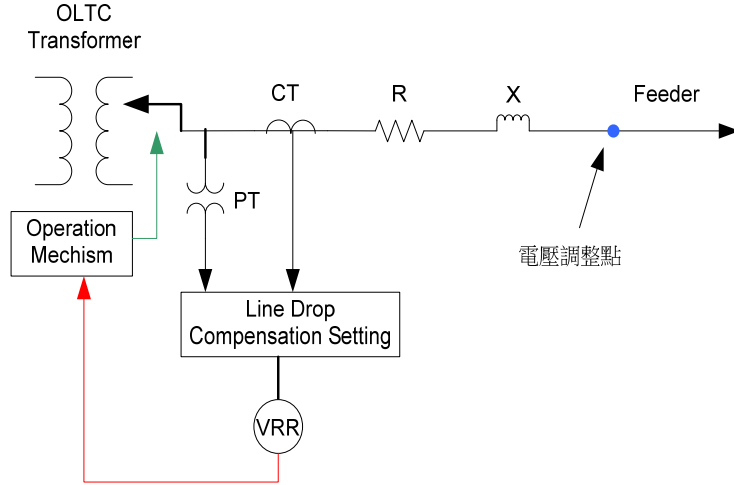 OLTC
Transformer
CT
R
X
Feeder
PT
Operation
Mechism
電壓調整點
Line Drop
Compensation Setting
VRR